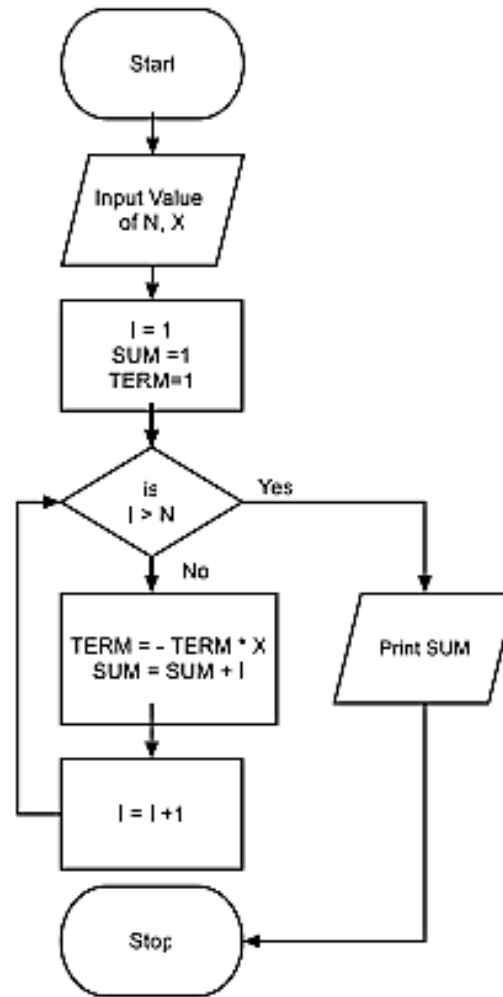 Start
Input Value
of N, X
I = 1
SUM =1
TERM=1
is
I > N
Yes
No
TERM = - TERM * X
SUM = SUM + I
Print SUM
I = I +1
Stop